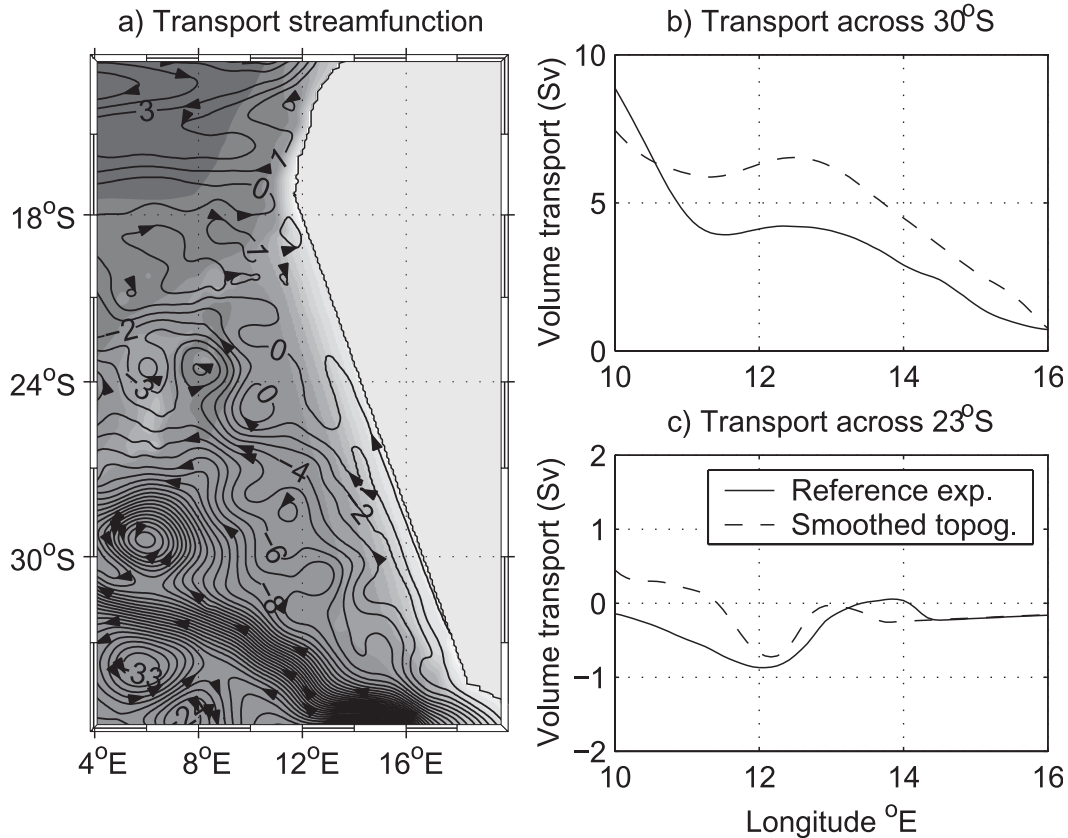 a) Transport streamfunction
3
1
0
1
18°S
−2
0
−3
24°S
0
−4
−2
−6
30°S
−8
−33
4°E
8°E
12°E
16°E
b) Transport across 30°S
Volume transport (Sv)
10
5
0
10
12
14
16
c) Transport across 23°S
Volume transport (Sv)
2
1
0
−1
−2
Reference exp.
Smoothed topog.
10
12
14
16
Longitude °E